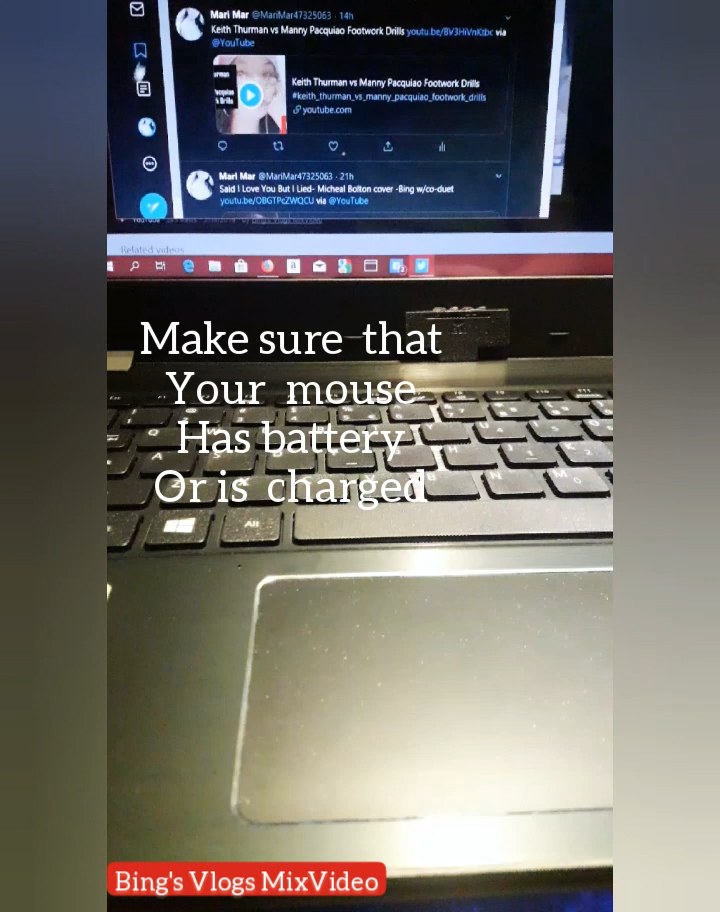 Mari Mar @MariMar47325063 · 14h
Keith Thurman vs Manny Pacquiao Footwork Drills youtu.be/BV3HiVnKtbc via
@YouTube
Keith Thurman vs Manny Pacquiao Footwork Drills
#keith_thurman_vs_manny_pacquiao_footwork_drills
youtube.com
Mari Mar @MariMar47325063 · 21h
Said I Love You But I Lied- Micheal Bolton cover -Bing w/co-duet
youtu.be/OBGTPcZWQCU via @YouTube
Related videos
Make sure that
Your mouse
Has battery
Or is charged
Alt
Bing's Vlogs MixVideo